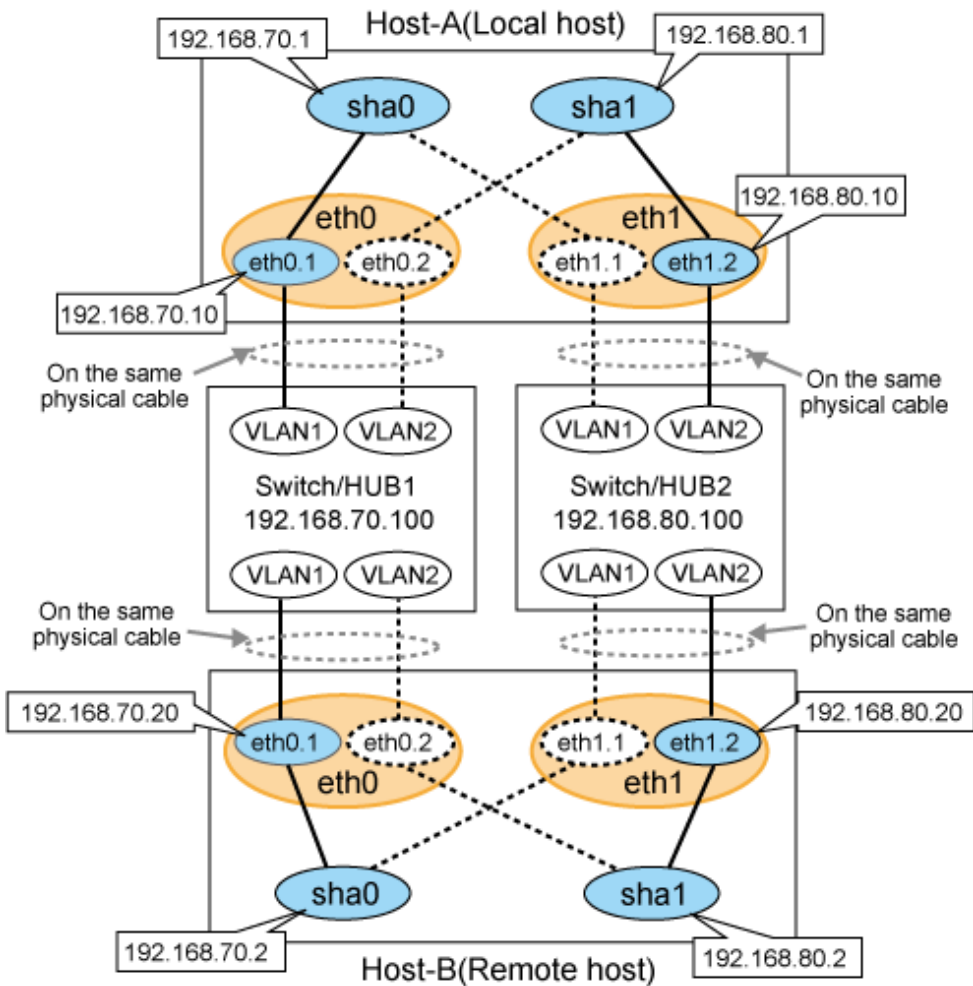 Host-A(Local host)
192.168.70.1
192.168.80.1
sha0
sha1
192.168.80.10
eth0
eth1
eth0.1
eth0.2
eth1.1
eth1.2
192.168.70.10
On the same
physical cable
On the same
physical cable
VLAN1
VLAN2
VLAN1
VLAN2
Switch/HUB1
192.168.70.100
Switch/HUB2
192.168.80.100
VLAN1
VLAN2
VLAN1
VLAN2
On the same
physical cable
On the same
physical cable
192.168.70.20
192.168.80.20
eth0.1
eth0.2
eth1.1
eth1.2
eth0
eth1
sha0
sha1
192.168.70.2
192.168.80.2
Host-B(Remote host)